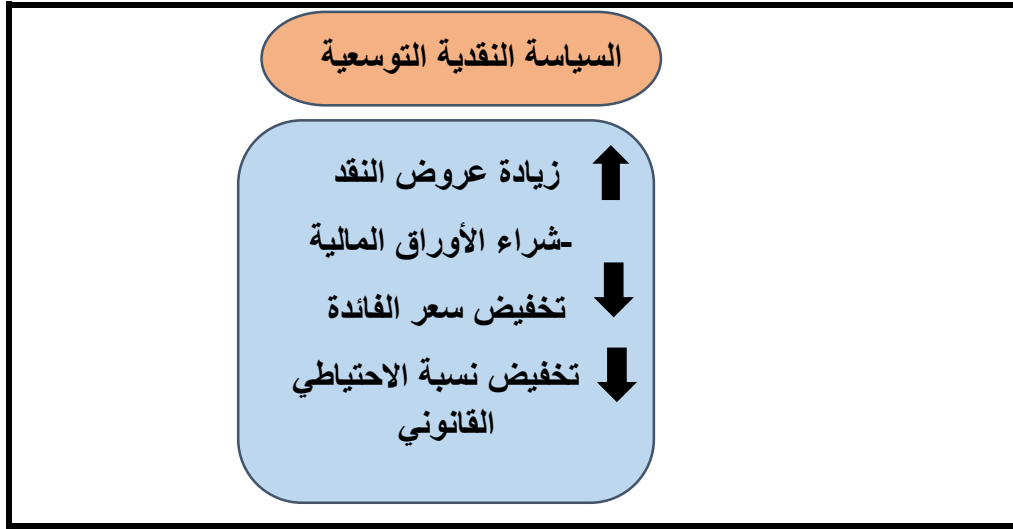 السياسة النقدية التوسعية
زيادة عروض النقد
-شراء الأوراق المالية
تخفيض سعر الفائدة
تخفيض نسبة الاحتياطي
القانوني